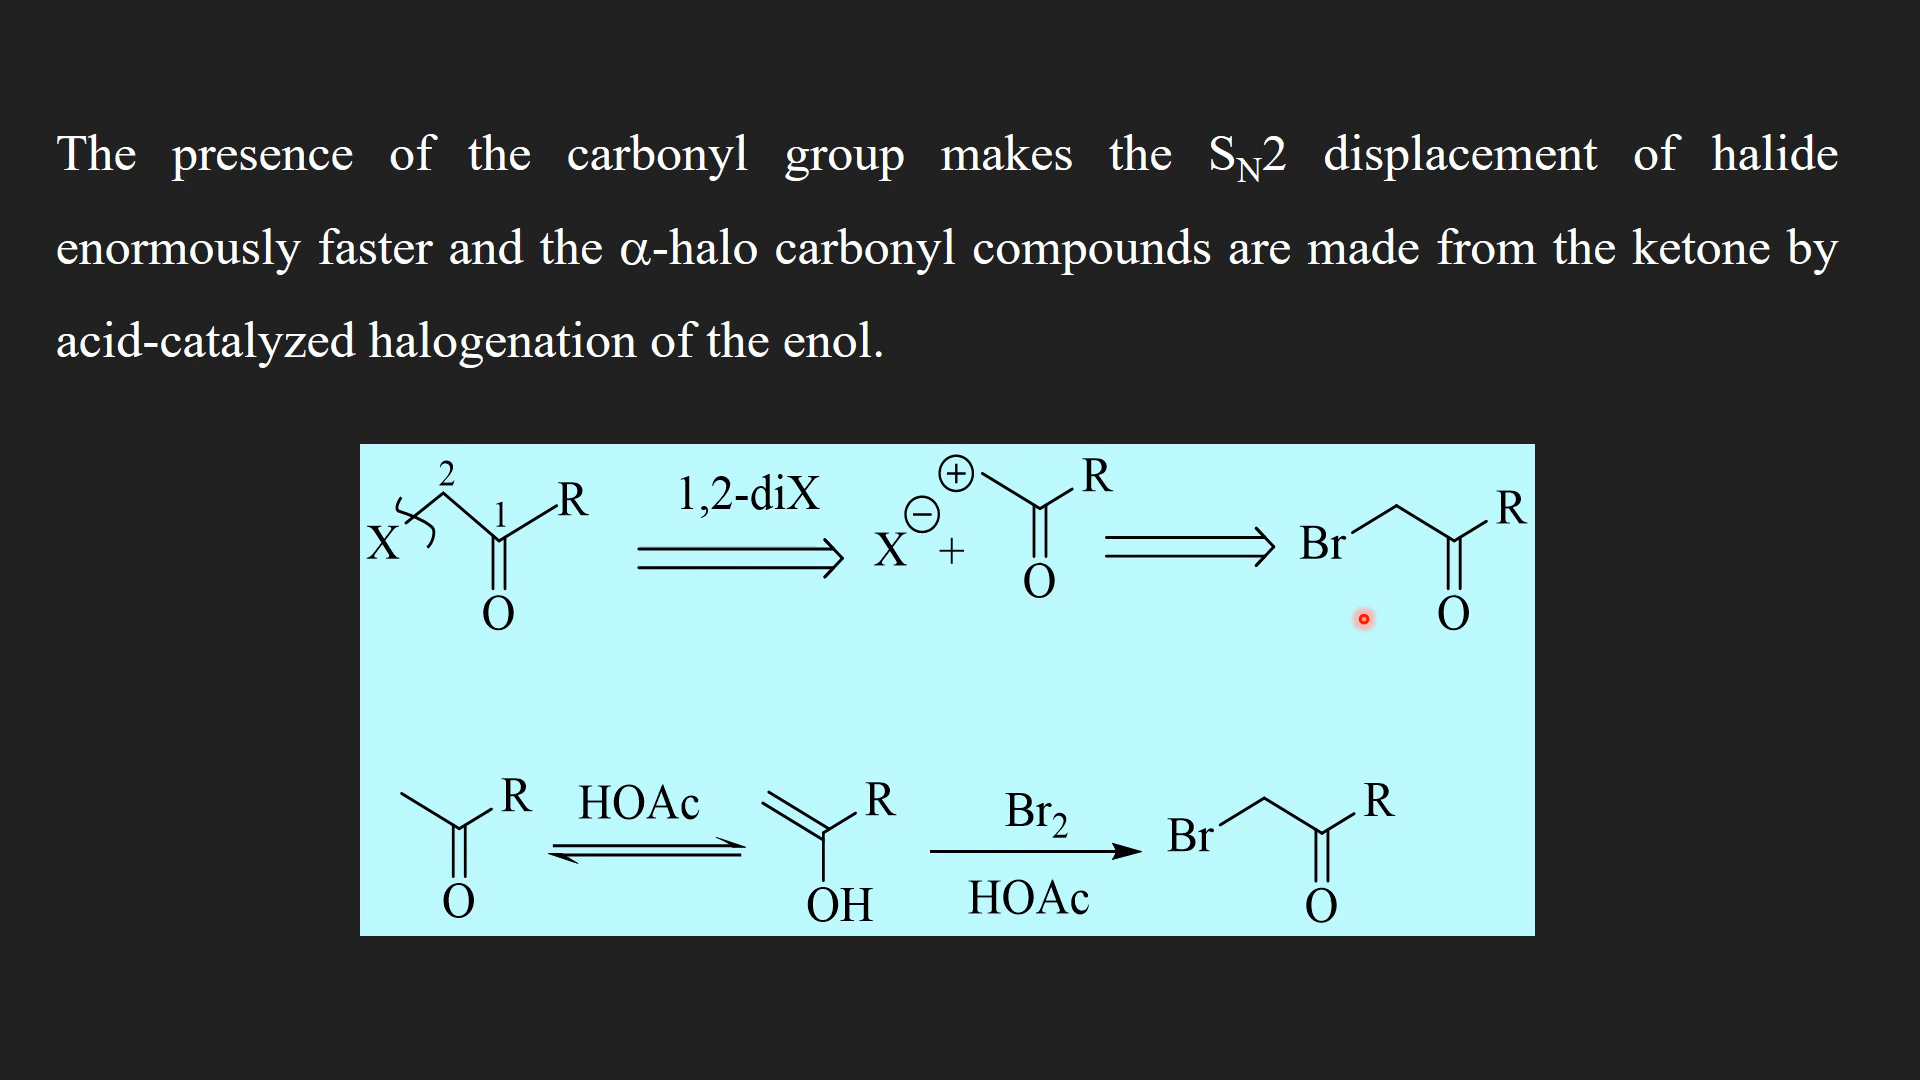 The presence of the carbonyl group makes the SN2 displacement of halide
enormously faster and the α-halo carbonyl compounds are made from the ketone by
acid-catalyzed halogenation of the enol.
X 2 1 R O
1,2-diX
X ⊖ + ⊕ R O
Br R O
R O
HOAc
R OH
Br2
HOAc
Br R O